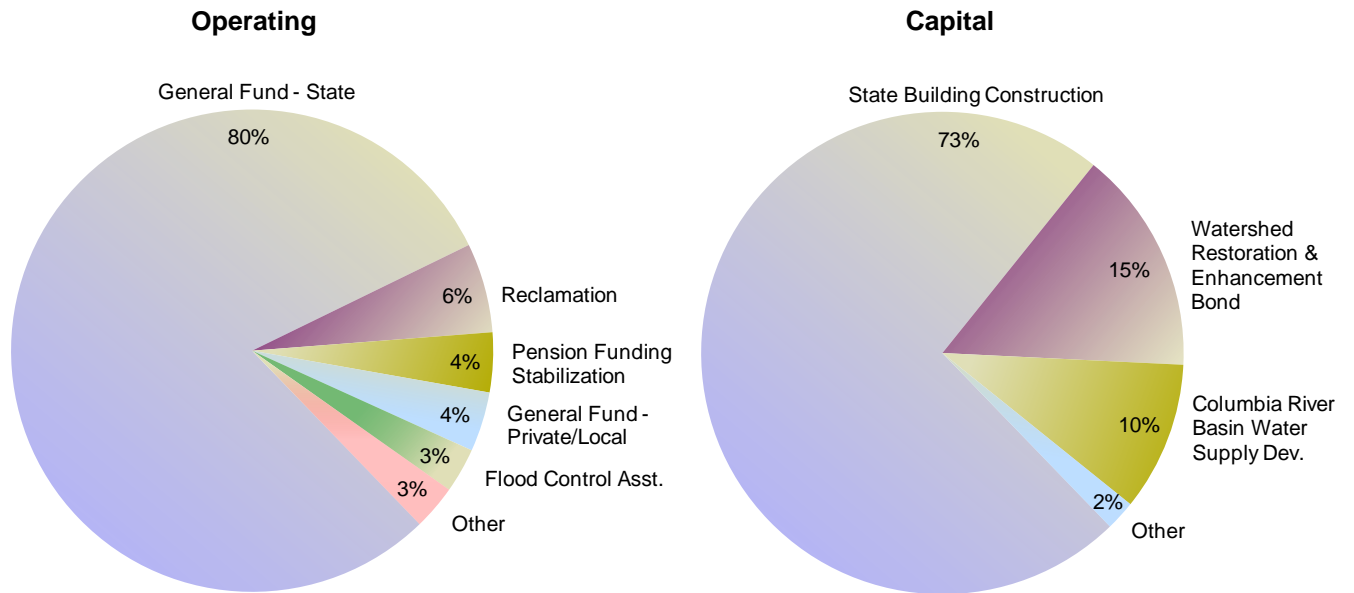 Operating
General Fund - State
80%
6%
Reclamation
4%
Pension Funding
Stabilization
4%
General Fund -
Private/Local
3%
Flood Control Asst.
3%
Other
Capital
State Building Construction
73%
15%
Watershed
Restoration &
Enhancement
Bond
10%
Columbia River
Basin Water
Supply Dev.
2%
Other